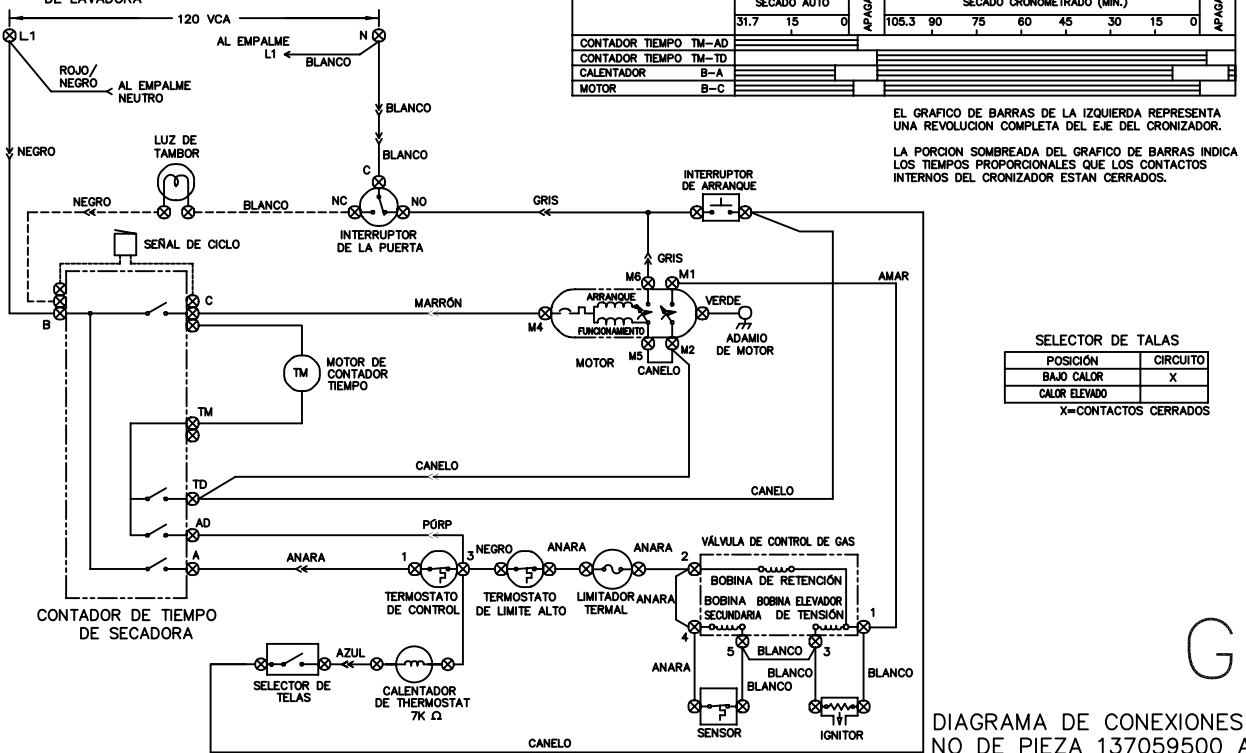 DE LAVADORA
120 VCA
L1
N
AL EMPALME
L1
BLANCO
ROJO/
NEGRO
AL EMPALME
NEUTRO
NEGRO
BLANCO
BLANCO
LUZ DE
TAMBOR
C
NEGRO
BLANCO
NC
NO
GRIS
INTERRUPTOR
DE LA PUERTA
INTERRUPTOR
DE ARRANQUE
SEÑAL DE CICLO
SECADO AUTO
SECADO CRONOMETRADO (MIN.)
31.7 15 0
APAGA
105.3 90 75 60 45 30 15 0
APAGA
CONTADOR TIEMPO TM-AD
CONTADOR TIEMPO TM-TD
CALENTADOR B-A
MOTOR B-C
EL GRAFICO DE BARRAS DE LA IZQUIERDA REPRESENTA
UNA REVOLUCION COMPLETA DEL EJE DEL CRONIZADOR.
LA PORCION SOMBREADA DEL GRAFICO DE BARRAS INDICA
LOS TIEMPOS PROPORCIONALES QUE LOS CONTACTOS
INTERNOS DEL CRONIZADOR ESTAN CERRADOS.
GRIS
M6
M1
AMAR
B
C
MARRÓN
M4
ARRANQUE
FUNCIONAMIENTO
VERDE
ADAMIO
DE MOTOR
MOTOR
M5
M2
CANELO
TM
MOTOR DE
CONTADOR
TIEMPO
SELECTOR DE TALAS
POSICIÓN CIRCUITO
BAJO CALOR X
CALOR ELEVADO
X=CONTACTOS CERRADOS
TM
CANELO
TD
CANELO
AD
PÚRP
A
ANARA
1
3
NEGRO
ANARA
ANARA
2
VÁLVULA DE CONTROL DE GAS
BOBINA DE RETENCIÓN
TERMOSTATO
DE CONTROL
TERMOSTATO
DE LIMITE ALTO
LIMITADOR
TERMAL
ANARA
BOBINA
SECUNDARIA
BOBINA ELEVADOR
DE TENSIÓN
1
4
5
BLANCO
3
CONTADOR DE TIEMPO
DE SECADORA
AZUL
SELECTOR DE
TELAS
CALENTADOR
DE THERMOSTAT
7K Ω
ANARA
BLANCO
BLANCO
BLANCO
SENSOR
IGNITOR
CANELO
G
DIAGRAMA DE CONEXIONES
NO DE PIEZA 137059500 A